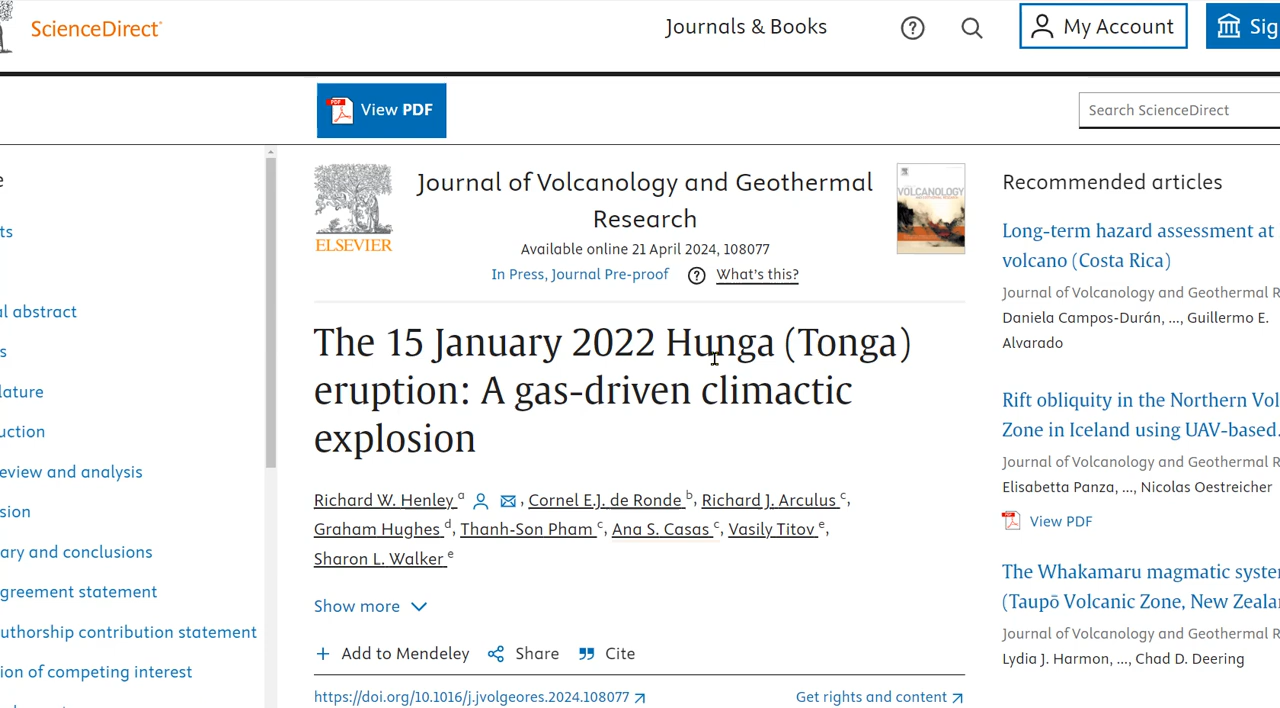 ScienceDirect
Journals & Books
My Account
Sig
View PDF
Search ScienceDirect
e
ts
al abstract
s
lature
uction
eview and analysis
sion
ary and conclusions
greement statement
uthorship contribution statement
ion of competing interest
ELSEVIER
Journal of Volcanology and Geothermal
Research
Available online 21 April 2024, 108077
In Press, Journal Pre-proof
What's this?
VOLCANOLOGY
The 15 January 2022 Hunga (Tonga)
eruption: A gas-driven climactic
explosion
Richard W. Henley a, Cornel E.J. de Ronde b, Richard J. Arculus c,
Graham Hughes d, Thanh-Son Pham c, Ana S. Casas c, Vasily Titov e,
Sharon L. Walker e
Show more
+ Add to Mendeley Share Cite
https://doi.org/10.1016/j.jvolgeores.2024.108077
Get rights and content
Recommended articles
Long-term hazard assessment at
volcano (Costa Rica)
Journal of Volcanology and Geothermal R
Daniela Campos-Durán, ..., Guillermo E.
Alvarado
Rift obliquity in the Northern Vol
Zone in Iceland using UAV-based.
Journal of Volcanology and Geothermal R
Elisabetta Panza, ..., Nicolas Oestreicher
View PDF
The Whakamaru magmatic syste
(Taupō Volcanic Zone, New Zeala
Journal of Volcanology and Geothermal R
Lydia J. Harmon, ..., Chad D. Deering